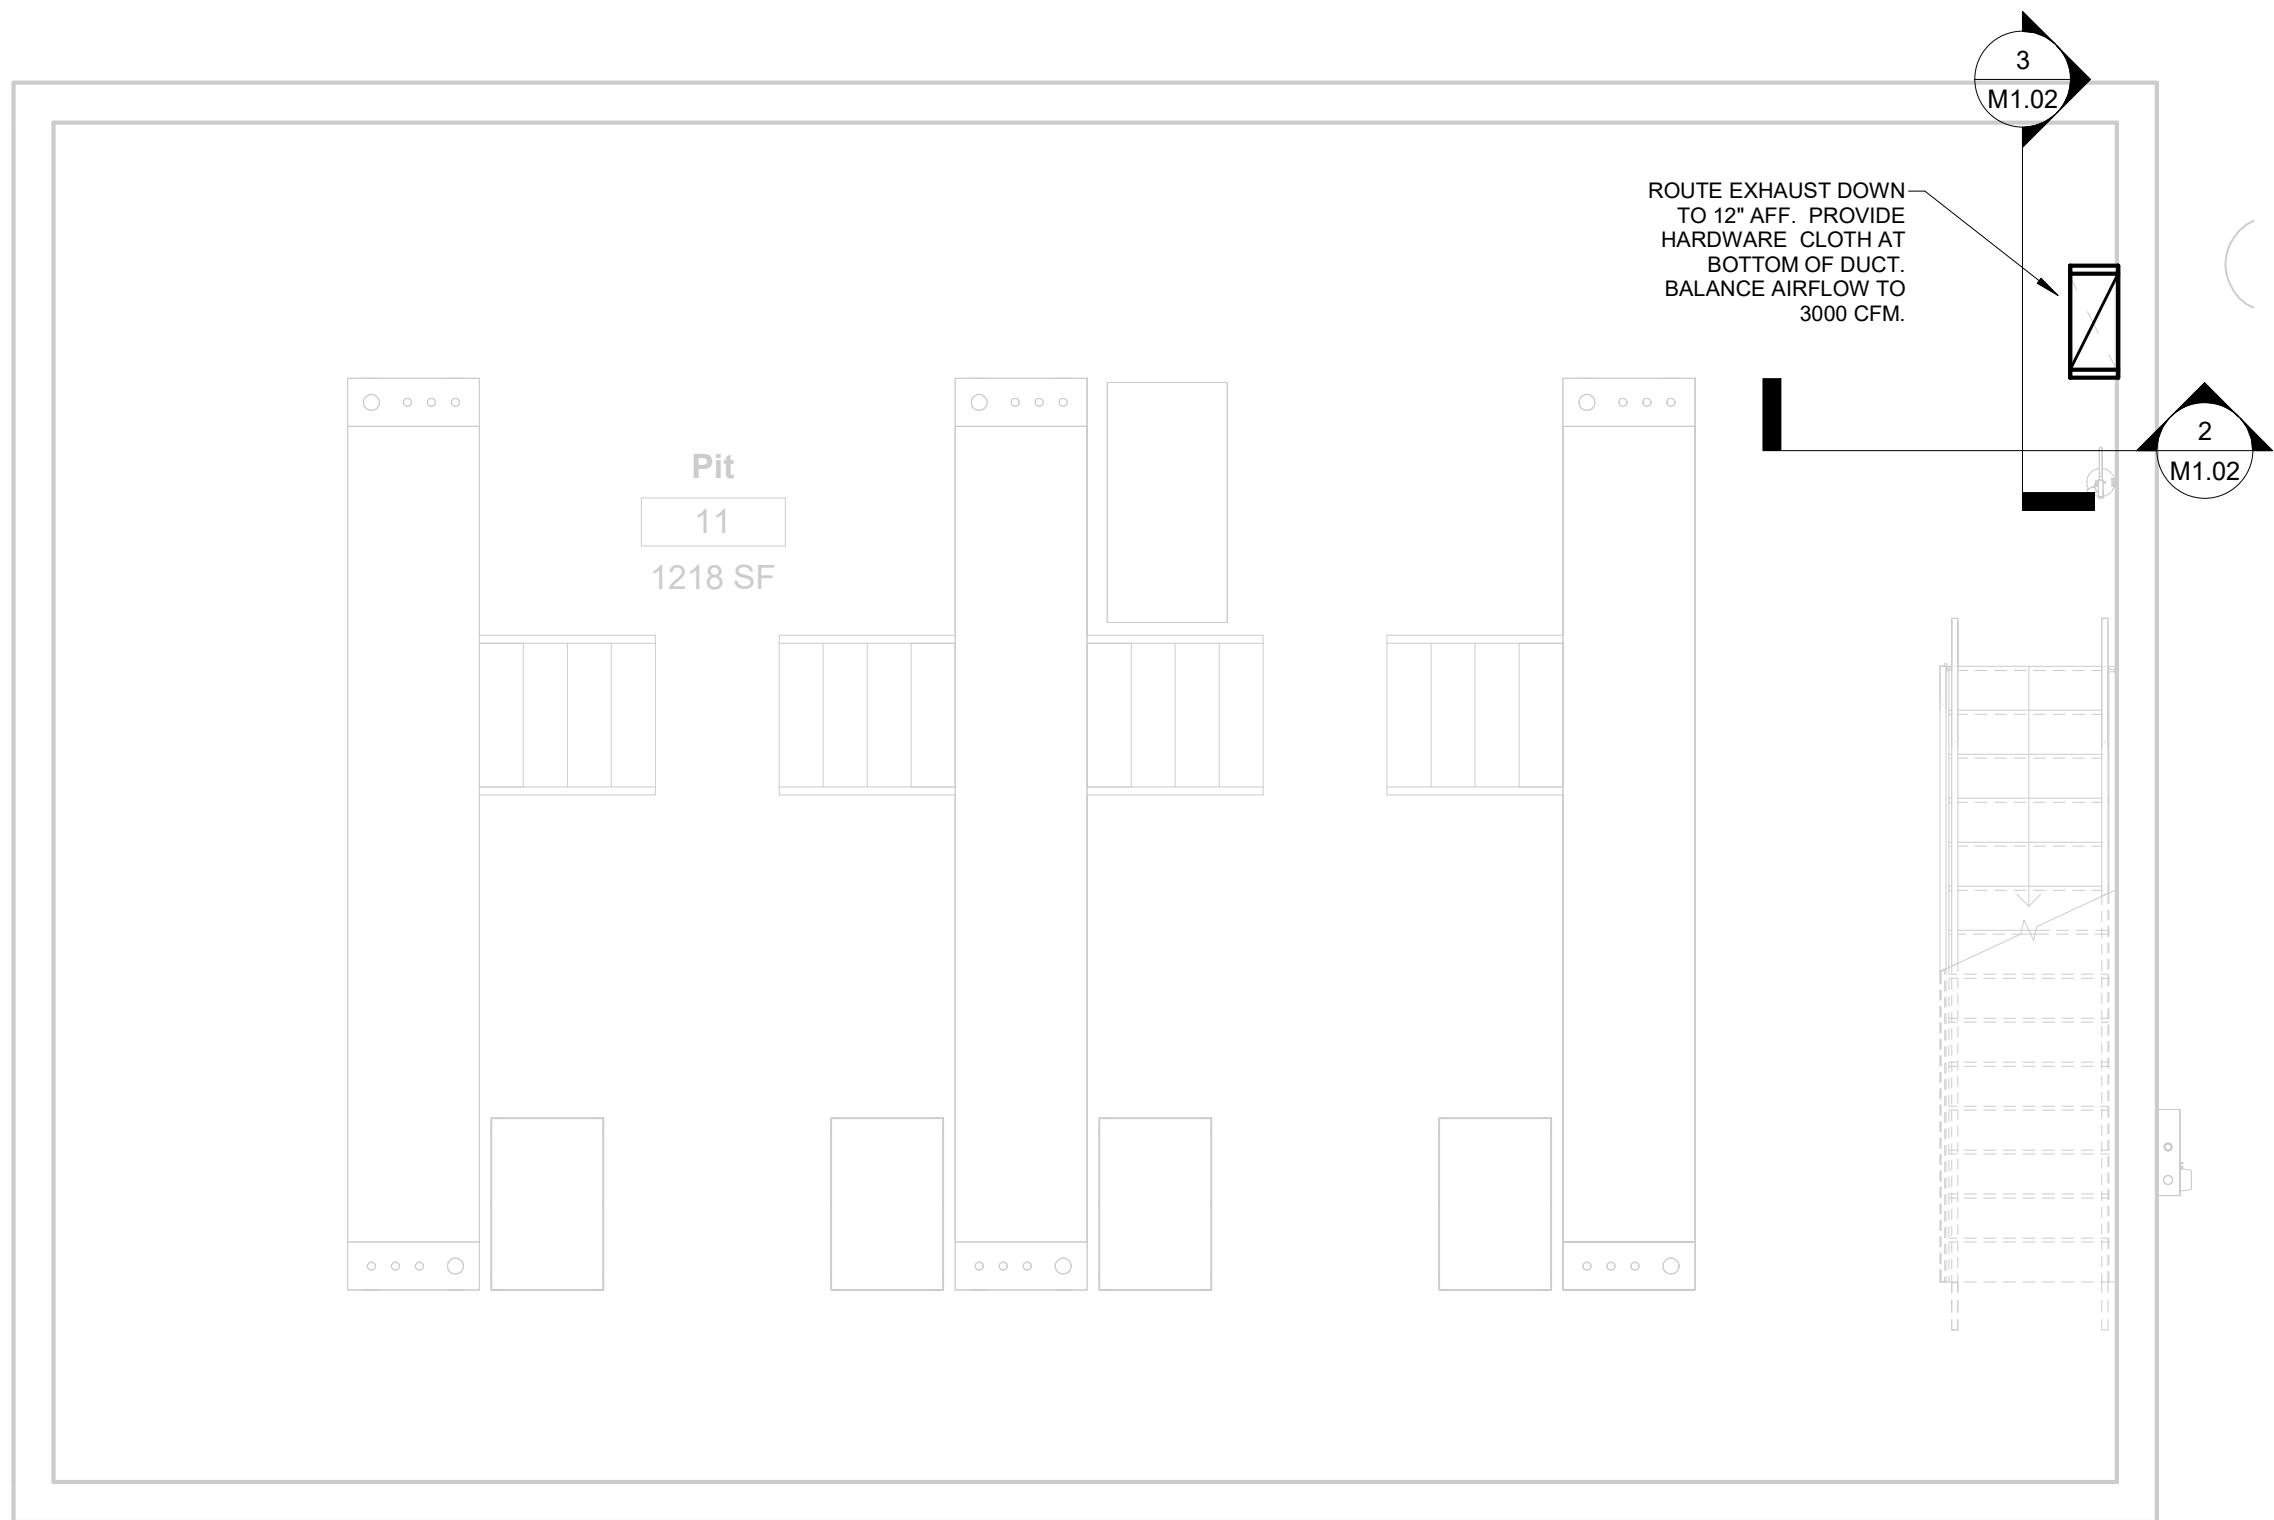 3
M1.02
ROUTE EXHAUST DOWN
TO 12" AFF. PROVIDE
HARDWARE CLOTH AT
BOTTOM OF DUCT.
BALANCE AIRFLOW TO
3000 CFM.
2
M1.02
Pit
11
1218 SF